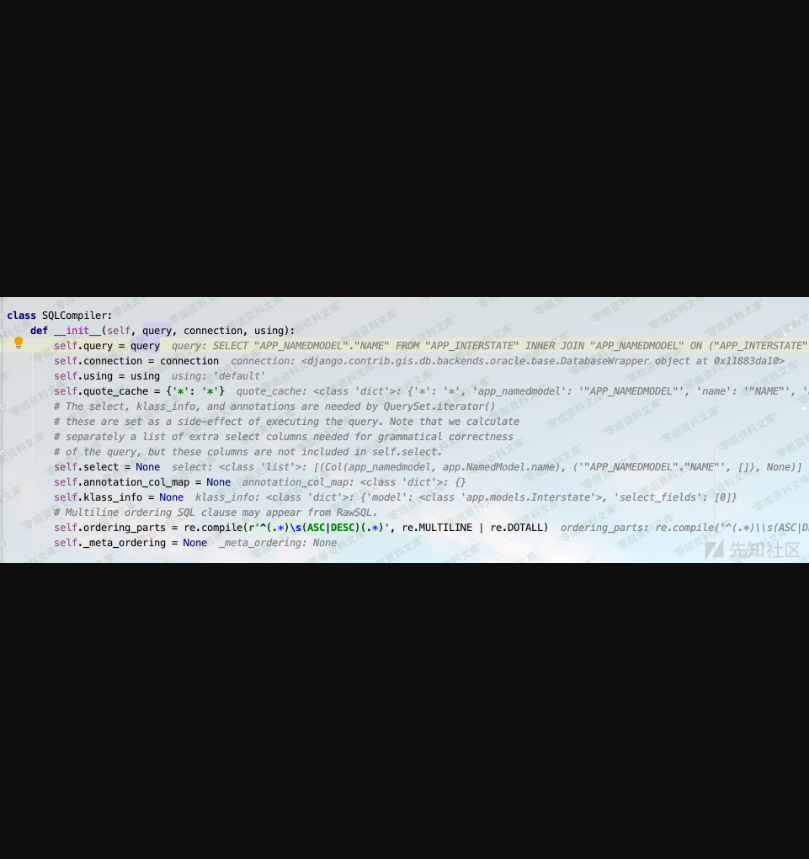 class SQLCompiler:
def __init__(self, query, connection, using):
self.query = query query: SELECT "APP_NAMEDMODEL"."NAME" FROM "APP_INTERSTATE" INNER JOIN "APP_NAMEDMODEL" ON ("APP_INTERSTATE"
self.connection = connection connection: <django.contrib.gis.db.backends.oracle.base.DatabaseWrapper object at 0x11883da10>
self.using = using using: 'default'
self.quote_cache = {'*': '*'} quote_cache: <class 'dict'>: {'*': '*', 'app_namedmodel': '"APP_NAMEDMODEL"', 'name': '"NAME"',
# The select, klass_info, and annotations are needed by QuerySet.iterator()
# these are set as a side-effect of executing the query. Note that we calculate
# separately a list of extra select columns needed for grammatical correctness
# of the query, but these columns are not included in self.select.
self.select = None select: <class 'list'>: [(Col(app_namedmodel, app.NamedModel.name), ('"APP_NAMEDMODEL"."NAME"', []), None)]
self.annotation_col_map = None annotation_col_map: <class 'dict'>: {}
self.klass_info = None klass_info: <class 'dict'>: {'model': <class 'app.models.Interstate'>, 'select_fields': [0]}
# Multiline ordering SQL clause may appear from RawSQL.
self.ordering_parts = re.compile(r'^(.*)\s(ASC|DESC)(.*)', re.MULTILINE | re.DOTALL) ordering_parts: re.compile('^(.*)\\s(ASC|D
self._meta_ordering = None _meta_ordering: None
先知社区
零组资料文库